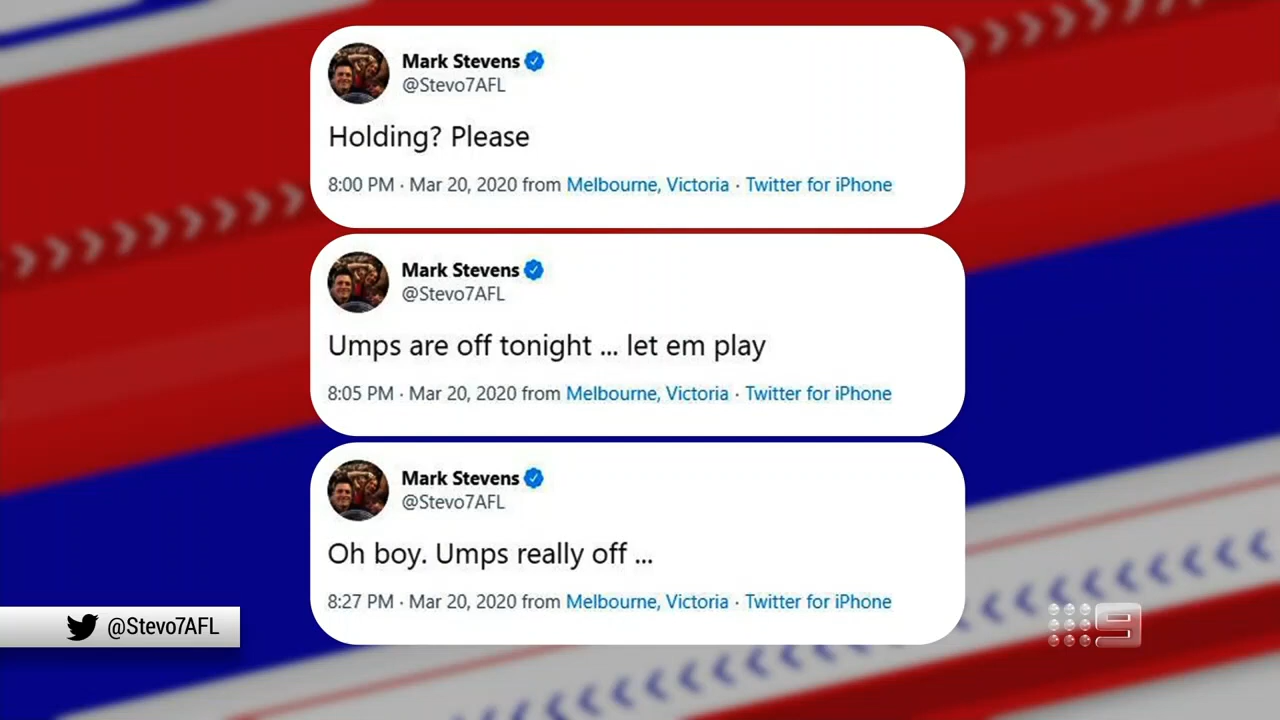 Mark Stevens
@Stevo7AFL
Holding? Please
8:00 PM · Mar 20, 2020 from Melbourne, Victoria · Twitter for iPhone
Mark Stevens
@Stevo7AFL
Umps are off tonight ... let em play
8:05 PM · Mar 20, 2020 from Melbourne, Victoria · Twitter for iPhone
Mark Stevens
@Stevo7AFL
Oh boy. Umps really off ...
8:27 PM · Mar 20, 2020 from Melbourne, Victoria · Twitter for iPhone
@Stevo7AFL
9